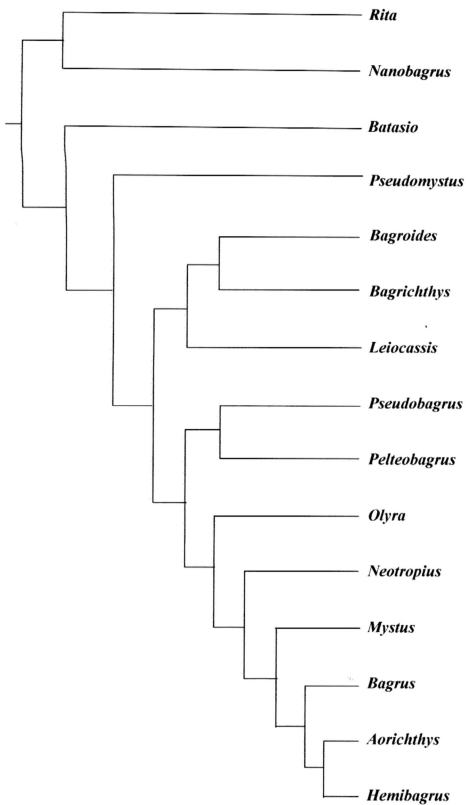 Rita
Nanobagrus
Batasio
Pseudomystus
Bagroides
Bagrichthys
Leiocassis
Pseudobagrus
Pelteobagrus
Olyra
Neotropius
Mystus
Bagrus
Aorichthys
Hemibagrus